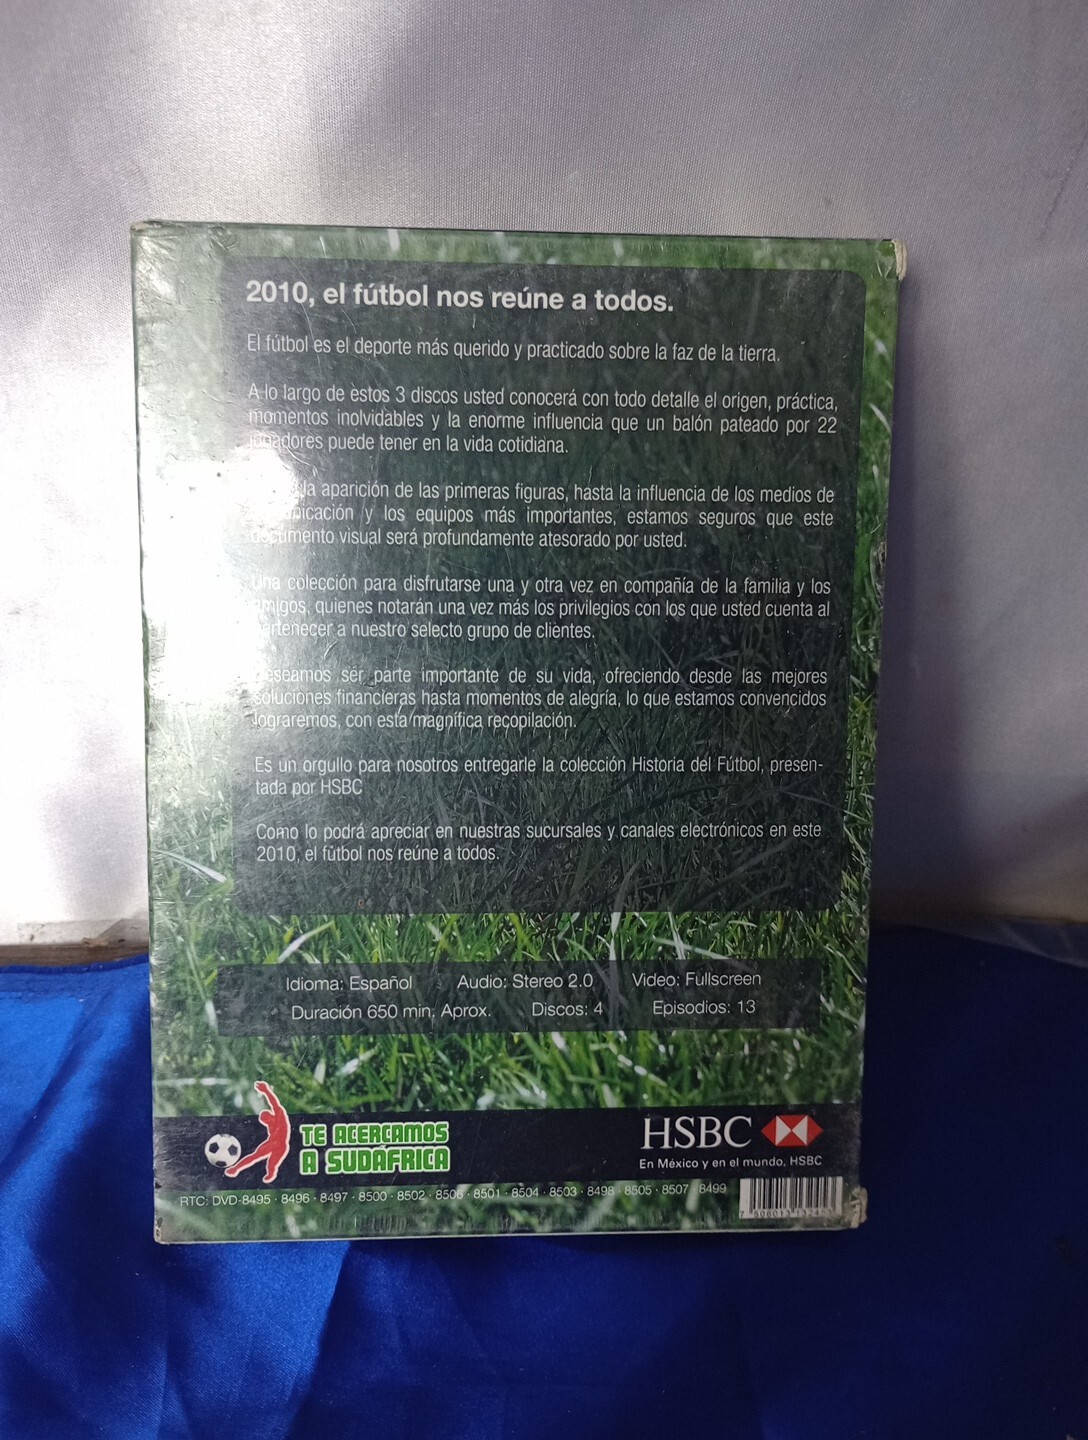 2010, el fútbol nos reúne a todos.
El fútbol es el deporte más querido y practicado sobre la faz de la tierra.
A lo largo de estos 3 discos usted conocerá con todo detalle el origen, práctica,
momentos inolvidables y la enorme influencia que un balón pateado por 22
jugadores puede tener en la vida cotidiana.
la aparición de las primeras figuras, hasta la influencia de los medios de
comunicación y los equipos más importantes, estamos seguros que este
documento visual será profundamente atesorado por usted.
Una colección para disfrutarse una y otra vez en compañía de la familia y los
amigos, quienes notarán una vez más los privilegios con los que usted cuenta al
pertenecer a nuestro selecto grupo de clientes.
Deseamos ser parte importante de su vida, ofreciendo desde las mejores
soluciones financieras hasta momentos de alegría, lo que estamos convencidos
lograremos, con esta magnífica recopilación.
Es un orgullo para nosotros entregarle la colección Historia del Fútbol, presen-
tada por HSBC
Como lo podrá apreciar en nuestras sucursales y canales electrónicos en este
2010, el fútbol nos reúne a todos.
Idioma: Español Audio: Stereo 2.0 Video: Fullscreen
Duración 650 min. Aprox. Discos: 4 Episodios: 13
TE ACERCAMOS
A SUDÁFRICA
HSBC
En México y en el mundo, HSBC
RTC: DVD-8495 · 8496 · 8497 · 8500 · 8502 · 8506 · 8501 · 8504 · 8503 · 8498 · 8505 · 8507 · 8499